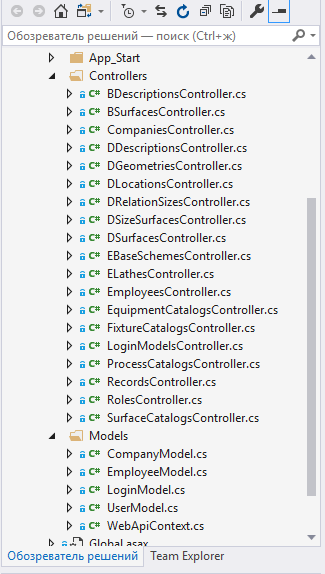 Обозреватель решений — поиск (Ctrl+ж)
App_Start
Controllers
C# BDescriptionsController.cs
C# BSurfacesController.cs
C# CompaniesController.cs
C# DDescriptionsController.cs
C# DGeometriesController.cs
C# DLocationsController.cs
C# DRelationSizesController.cs
C# DSizeSurfacesController.cs
C# DSurfacesController.cs
C# EBaseSchemesController.cs
C# ELathesController.cs
C# EmployeesController.cs
C# EquipmentCatalogsController.cs
C# FixtureCatalogsController.cs
C# LoginModelsController.cs
C# ProcessCatalogsController.cs
C# RecordsController.cs
C# RolesController.cs
C# SurfaceCatalogsController.cs
Models
C# CompanyModel.cs
C# EmployeeModel.cs
C# LoginModel.cs
C# UserModel.cs
C# WebApiContext.cs
Global.asax
Обозреватель решений Team Explorer